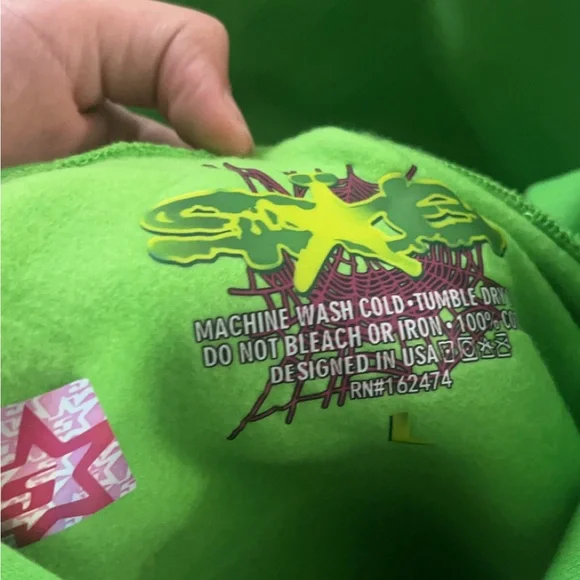 MACHINE WASH COLD•TUMBLE DRY
DO NOT BLEACH OR IRON•100%
DESIGNED IN USA
RN#162474
L